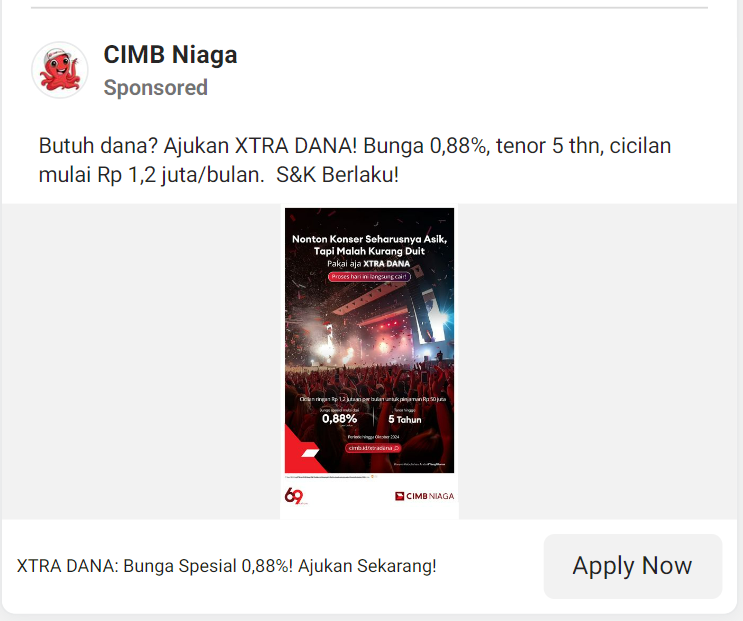 CIMB Niaga
Sponsored
Butuh dana? Ajukan XTRA DANA! Bunga 0,88%, tenor 5 thn, cicilan
mulai Rp 1,2 juta/bulan.  S&K Berlaku!
Nonton Konser Seharusnya Asik,
Tapi Malah Kurang Duit
Pakai aja XTRA DANA
Proses hari ini langsung cair!
Cicilan ringan Rp 1,2 jutaan per bulan untuk pinjaman Rp 50 juta
Bunga spesial mulai dari
0,88%
Tenor hingga
5 Tahun
Periode hingga Oktober 2024
cimb.id/xtradana
69
CIMB NIAGA
XTRA DANA: Bunga Spesial 0,88%! Ajukan Sekarang!
Apply Now